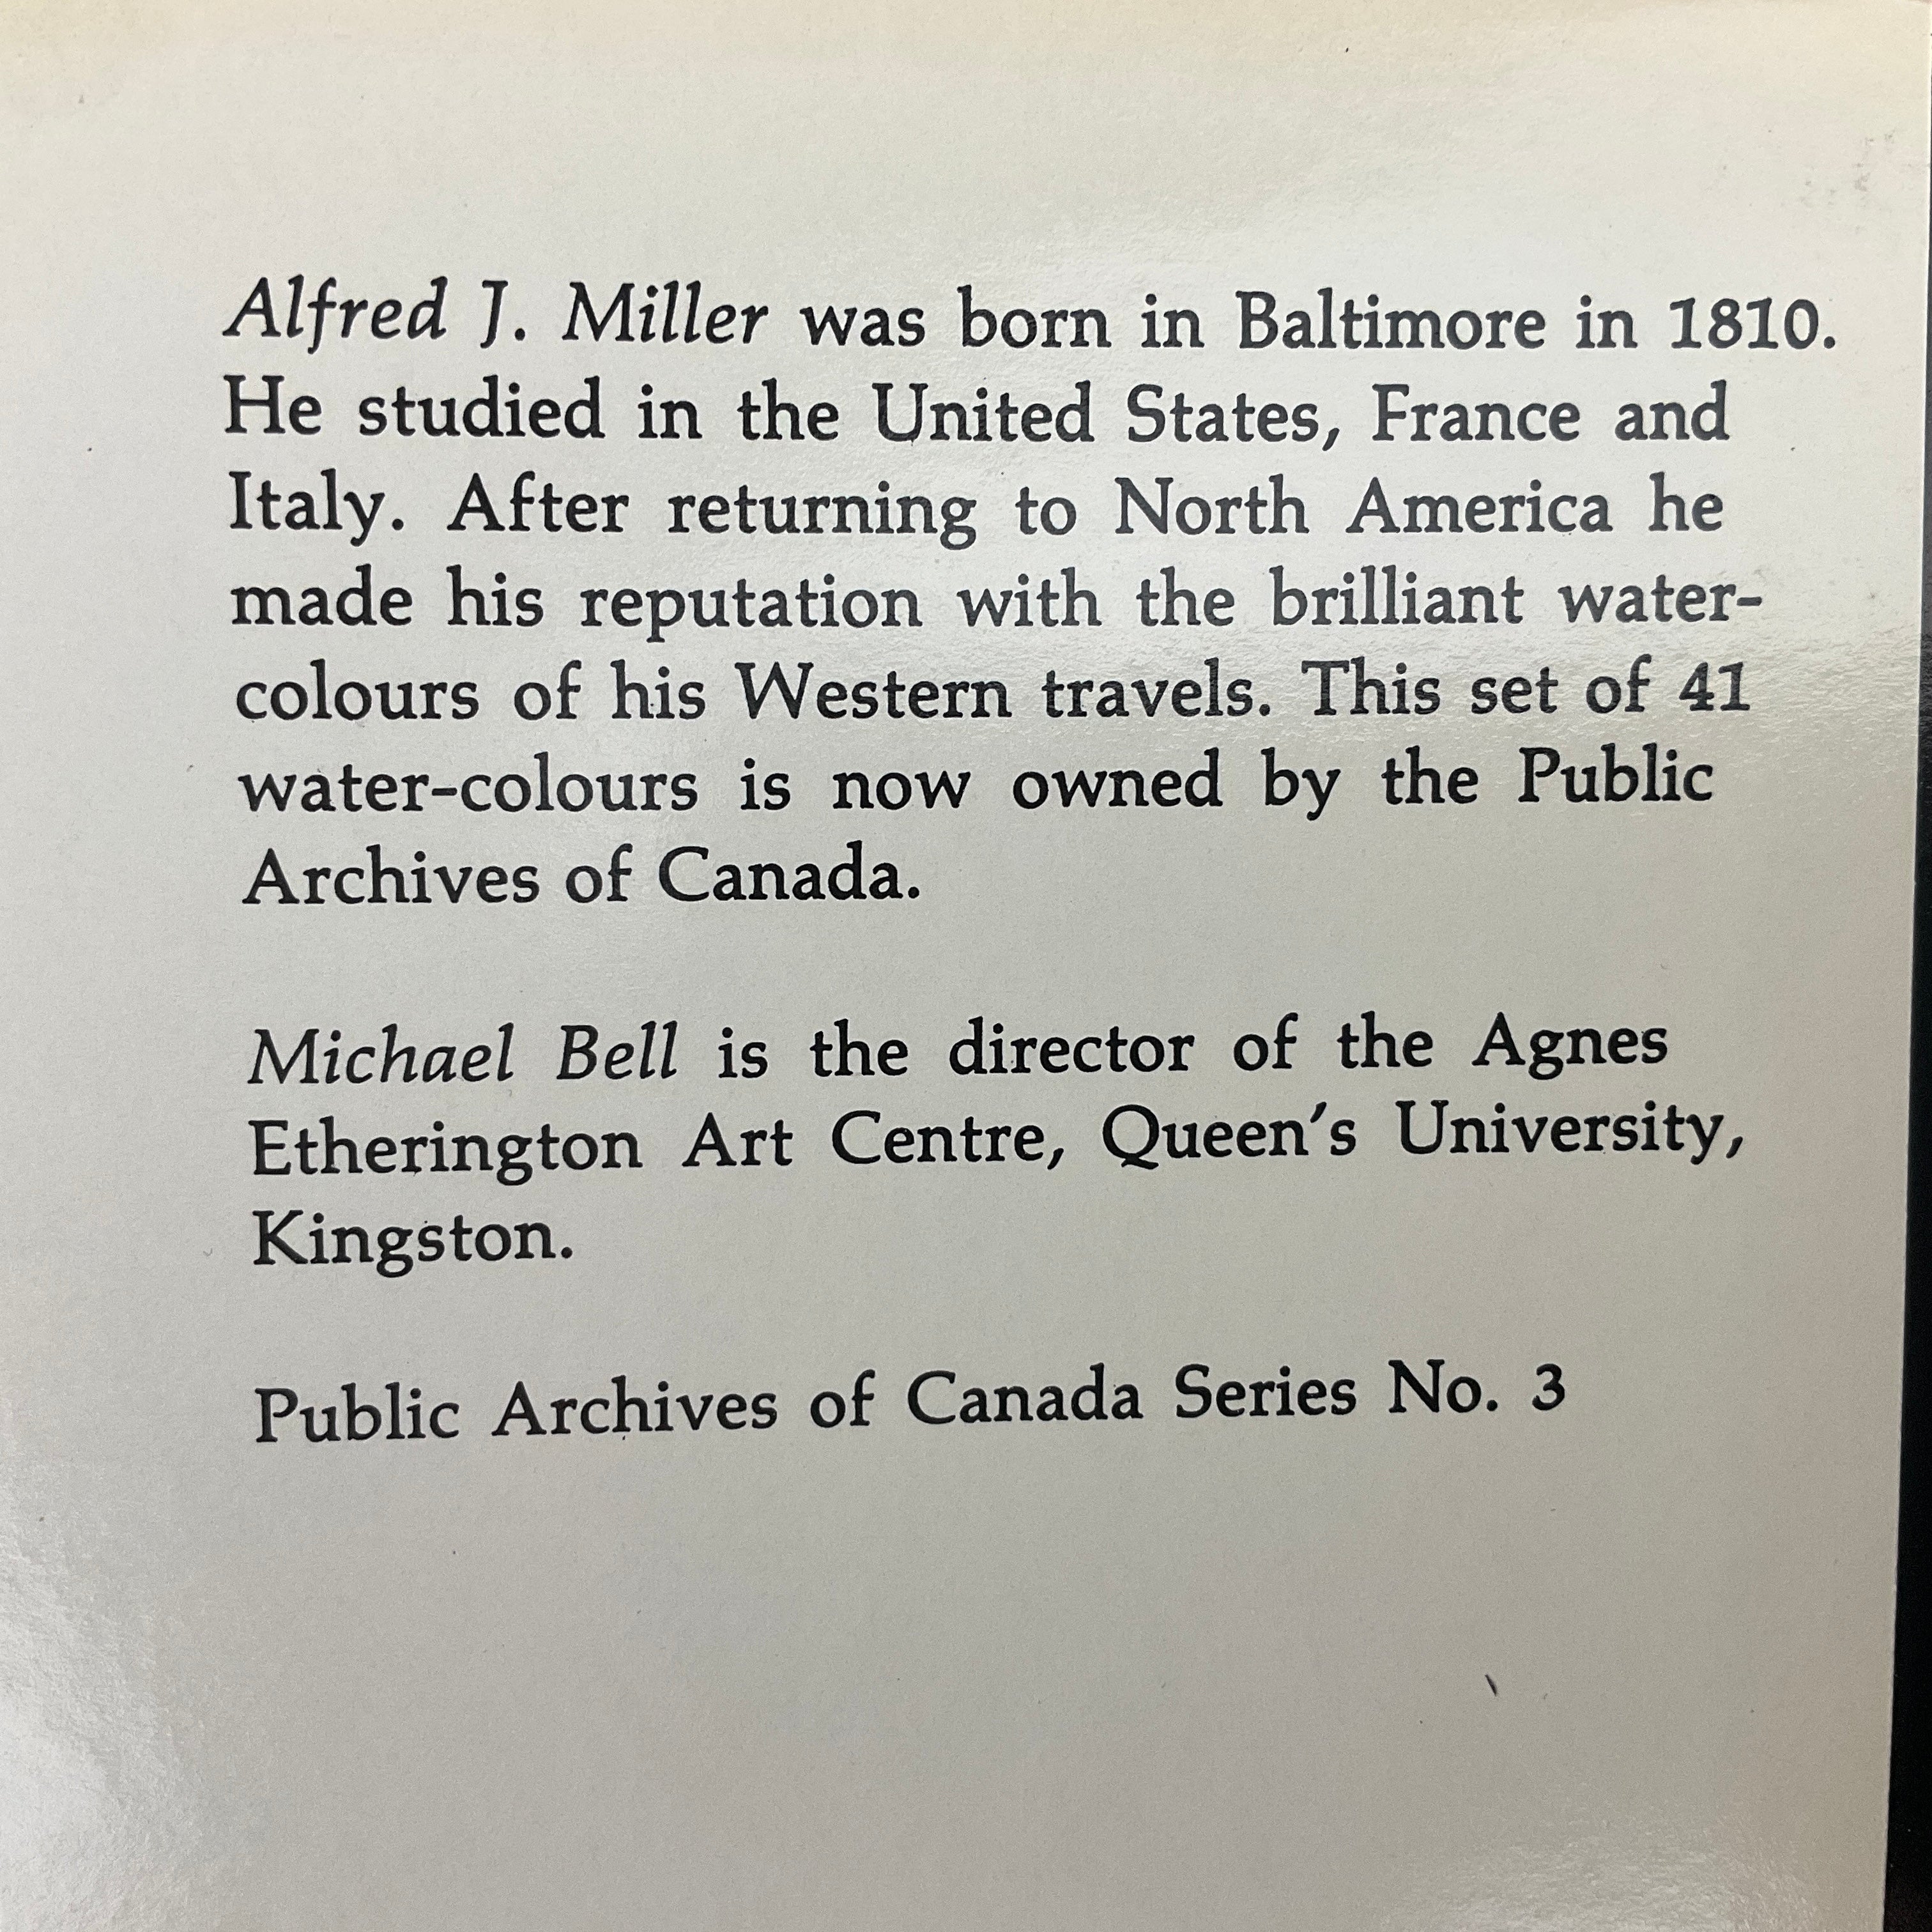 Alfred J. Miller was born in Baltimore in 1810.
He studied in the United States, France and
Italy. After returning to North America he
made his reputation with the brilliant water-
colours of his Western travels. This set of 41
water-colours is now owned by the Public
Archives of Canada.
Michael Bell is the director of the Agnes
Etherington Art Centre, Queen's University,
Kingston.
Public Archives of Canada Series No. 3